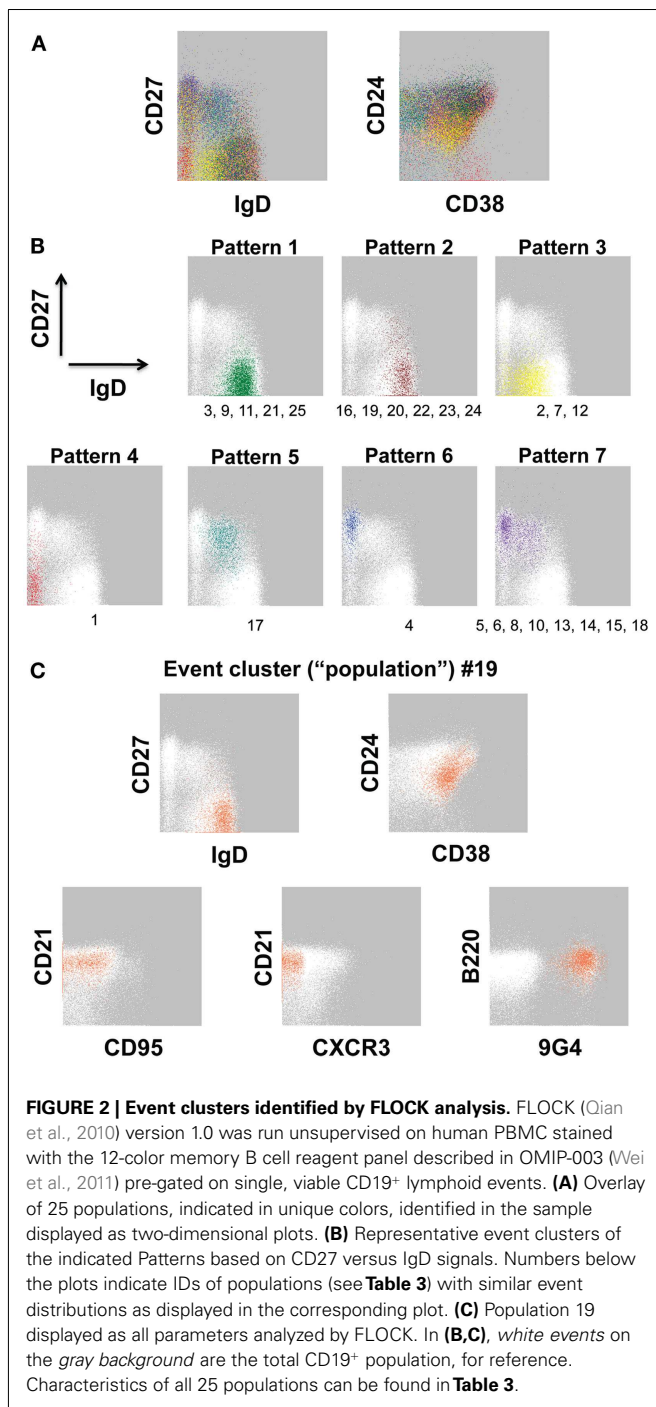 A
CD27
IgD
CD24
CD38
B
CD27
IgD
Pattern 1
3, 9, 11, 21, 25
Pattern 2
16, 19, 20, 22, 23, 24
Pattern 3
2, 7, 12
Pattern 4
1
Pattern 5
17
Pattern 6
4
Pattern 7
5, 6, 8, 10, 13, 14, 15, 18
C
Event cluster (“population”) #19
CD27
IgD
CD24
CD38
CD21
CD95
CD21
CXCR3
B220
9G4
FIGURE 2 | Event clusters identified by FLOCK analysis. FLOCK (Qian
et al., 2010) version 1.0 was run unsupervised on human PBMC stained
with the 12-color memory B cell reagent panel described in OMIP-003 (Wei
et al., 2011) pre-gated on single, viable CD19⁺ lymphoid events. (A) Overlay
of 25 populations, indicated in unique colors, identified in the sample
displayed as two-dimensional plots. (B) Representative event clusters of
the indicated Patterns based on CD27 versus IgD signals. Numbers below
the plots indicate IDs of populations (see Table 3) with similar event
distributions as displayed in the corresponding plot. (C) Population 19
displayed as all parameters analyzed by FLOCK. In (B,C), white events on
the gray background are the total CD19⁺ population, for reference.
Characteristics of all 25 populations can be found in Table 3.